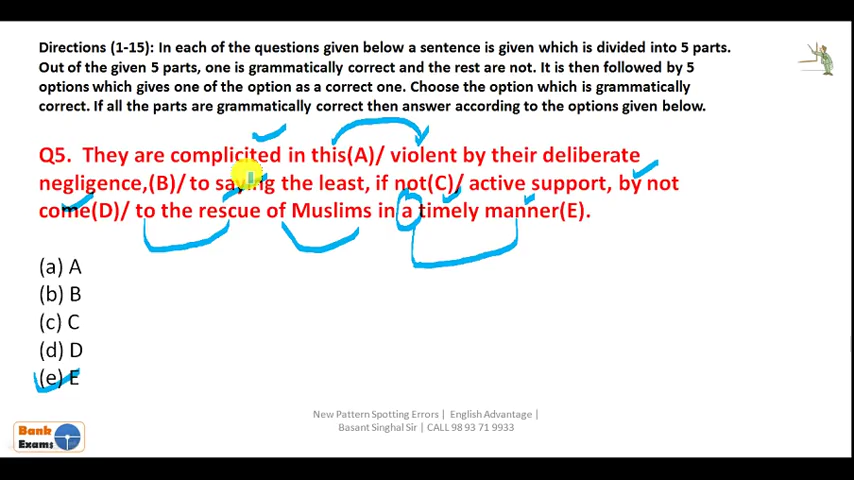 Directions (1-15): In each of the questions given below a sentence is given which is divided into 5 parts.
Out of the given 5 parts, one is grammatically correct and the rest are not. It is then followed by 5
options which gives one of the option as a correct one. Choose the option which is grammatically
correct. If all the parts are grammatically correct then answer according to the options given below.
Q5. They are complicited in this(A)/ violent by their deliberate
negligence,(B)/ to saying the least, if not(C)/ active support, by not
come(D)/ to the rescue of Muslims in a timely manner(E).
(a) A
(b) B
(c) C
(d) D
(e) E
New Pattern Spotting Errors | English Advantage |
Basant Singhal Sir | CALL 98 93 71 9933
Bank
Exams